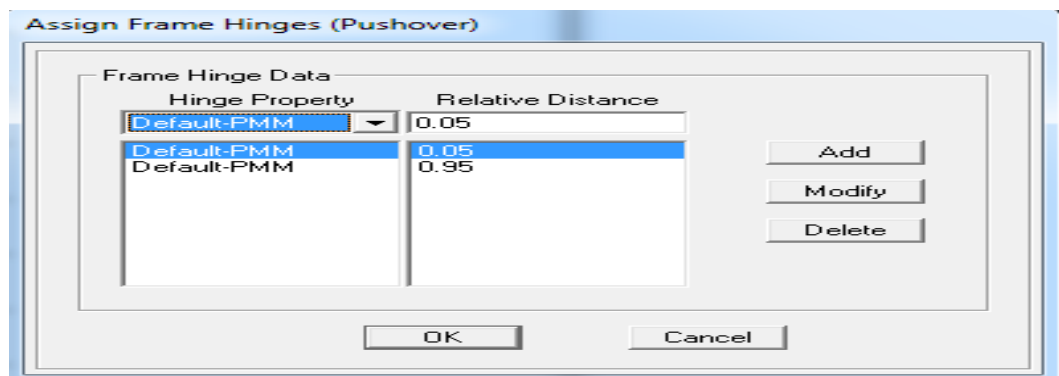 Assign Frame Hinges (Pushover)
Frame Hinge Data
Hinge Property Relative Distance
Default-PMM 0.05
Default-PMM 0.05
Default-PMM 0.95
Add
Modify
Delete
OK Cancel